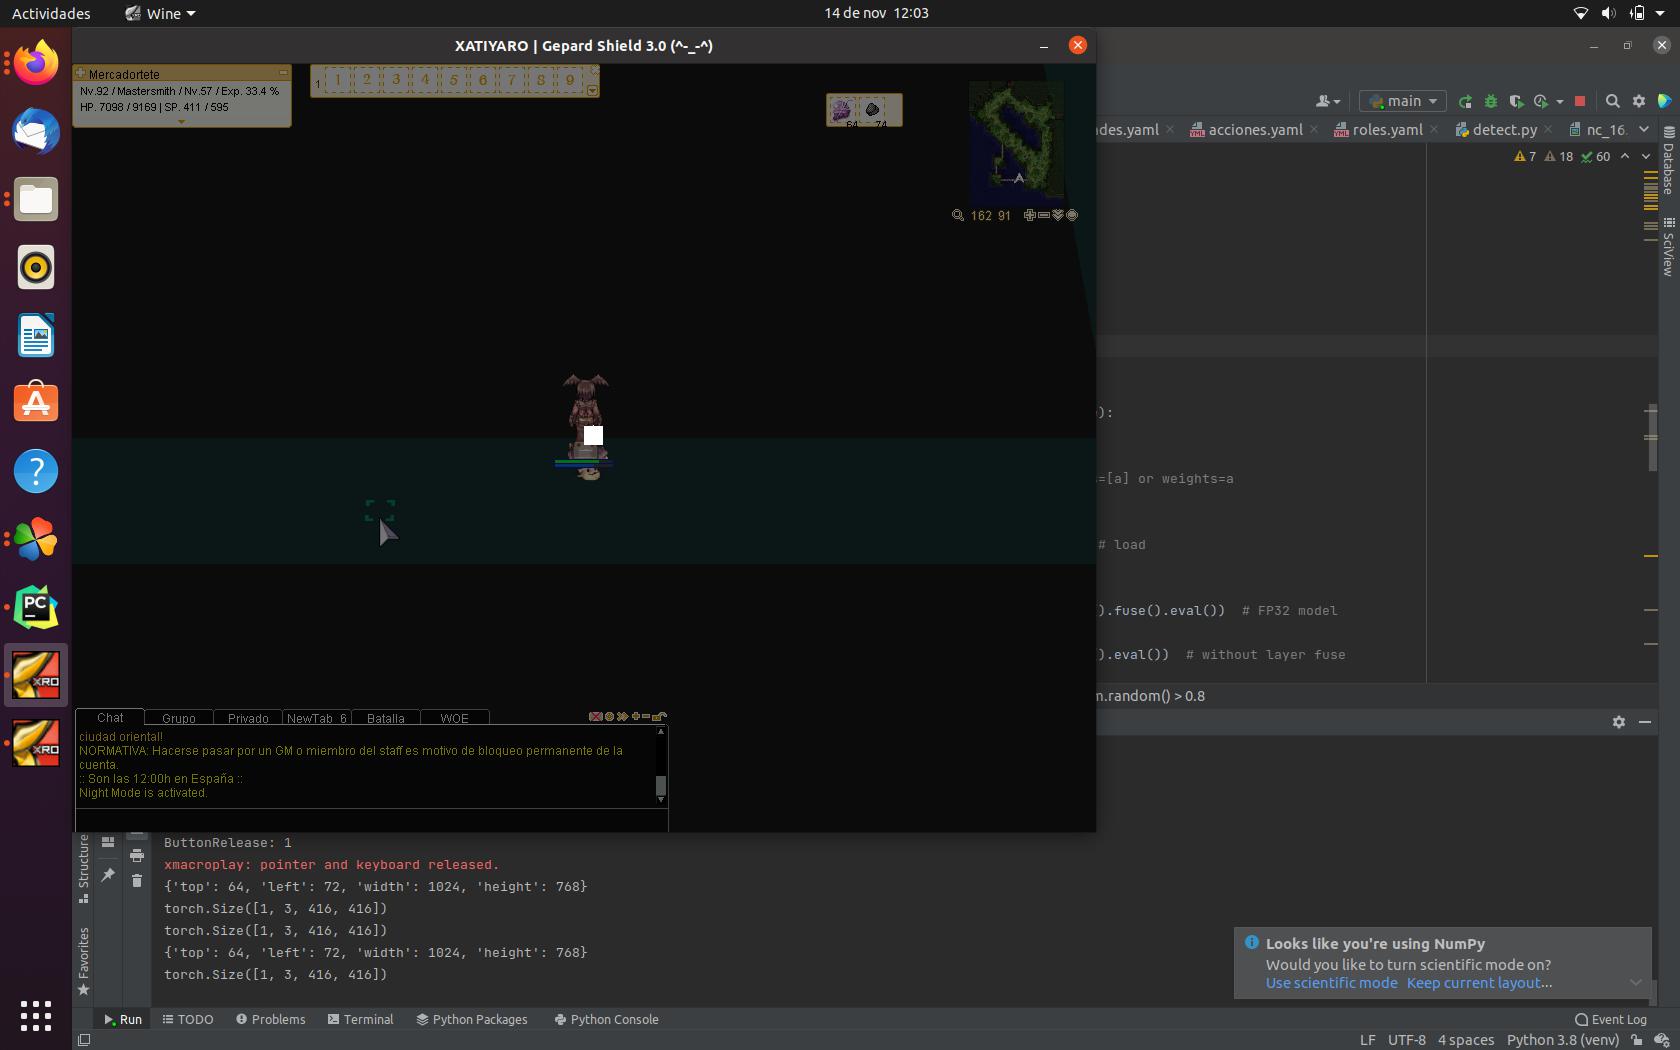 Actividades
Wine
14 de nov 12:03
XATIYARO | Gepard Shield 3.0 (^-_-^)
Mercadortete
Nv.92 / Mastersmith / Nv.57 / Exp. 33.4 %
HP. 7098 / 9169 | SP. 411 / 595
1 1 2 3 4 5 6 7 8 9
64 74
162 91
main
des.yaml
acciones.yaml
roles.yaml
detect.py
nc_16.
7 18 60
Database
SciView
):
=[a] or weights=a
# load
).fuse().eval()) # FP32 model
).eval()) # without layer fuse
m.random() > 0.8
Chat Grupo Privado NewTab 6 Batalla WOE
ciudad oriental!
NORMATIVA: Hacerse pasar por un GM o miembro del staff es motivo de bloqueo permanente de la
cuenta.
:: Son las 12:00h en España ::
Night Mode is activated.
PC
XRO
XRO
Structure
Favorites
ButtonRelease: 1
xmacroplay: pointer and keyboard released.
{'top': 64, 'left': 72, 'width': 1024, 'height': 768}
torch.Size([1, 3, 416, 416])
torch.Size([1, 3, 416, 416])
{'top': 64, 'left': 72, 'width': 1024, 'height': 768}
torch.Size([1, 3, 416, 416])
Looks like you're using NumPy
Would you like to turn scientific mode on?
Use scientific mode Keep current layout...
Run TODO Problems Terminal Python Packages Python Console
Event Log
LF UTF-8 4 spaces Python 3.8 (venv)